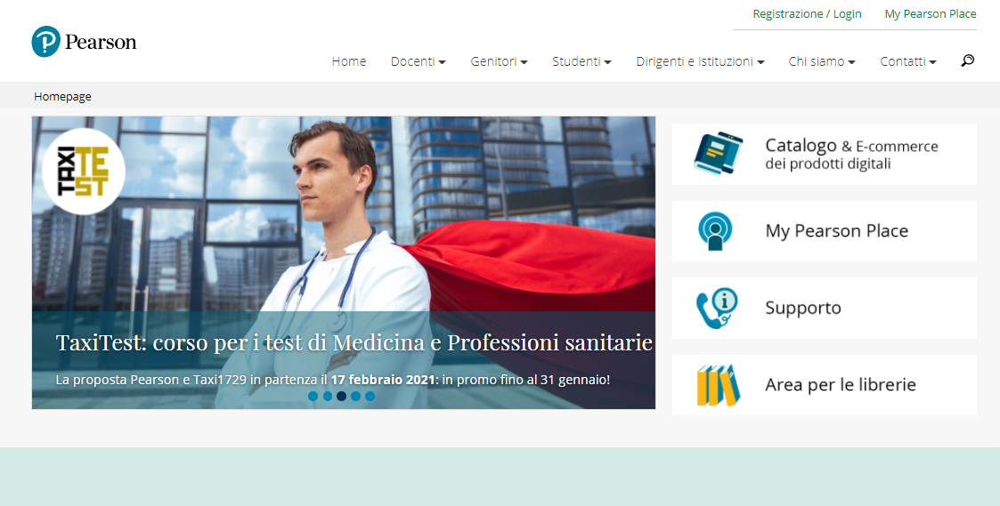 Registrazione / Login
My Pearson Place
Pearson
Home
Docenti
Genitori
Studenti
Dirigenti e Istituzioni
Chi siamo
Contatti
Homepage
TAXI
TE
ST
TaxiTest: corso per i test di Medicina e Professioni sanitarie
La proposta Pearson e Taxi1729 in partenza il 17 febbraio 2021: in promo fino al 31 gennaio!
Catalogo & E-commerce
dei prodotti digitali
My Pearson Place
Supporto
Area per le librerie